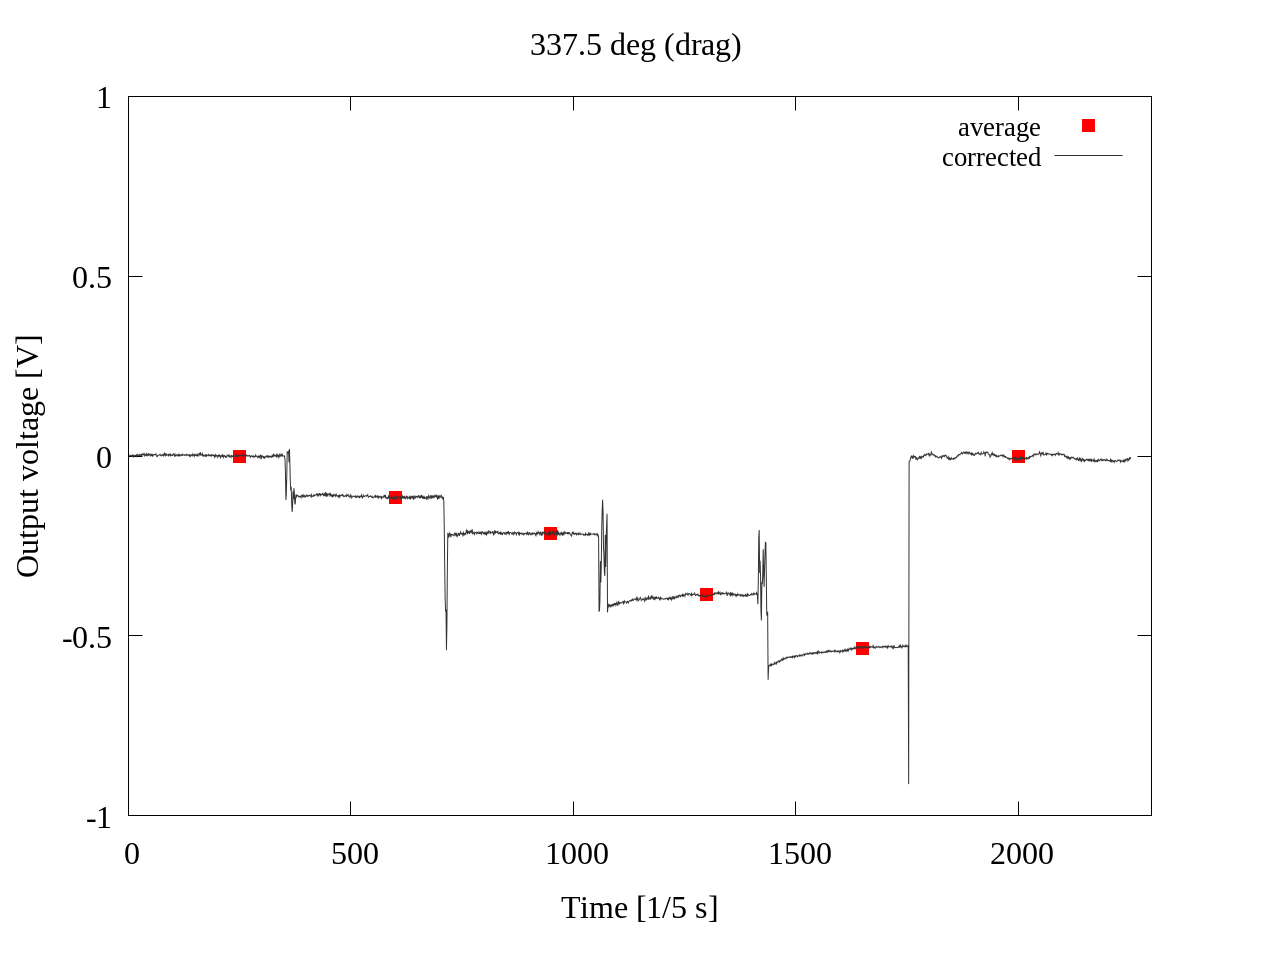 337.5 deg (drag)
1
0.5
0
-0.5
-1
Output voltage [V]
average
corrected
0 500 1000 1500 2000
Time [1/5 s]